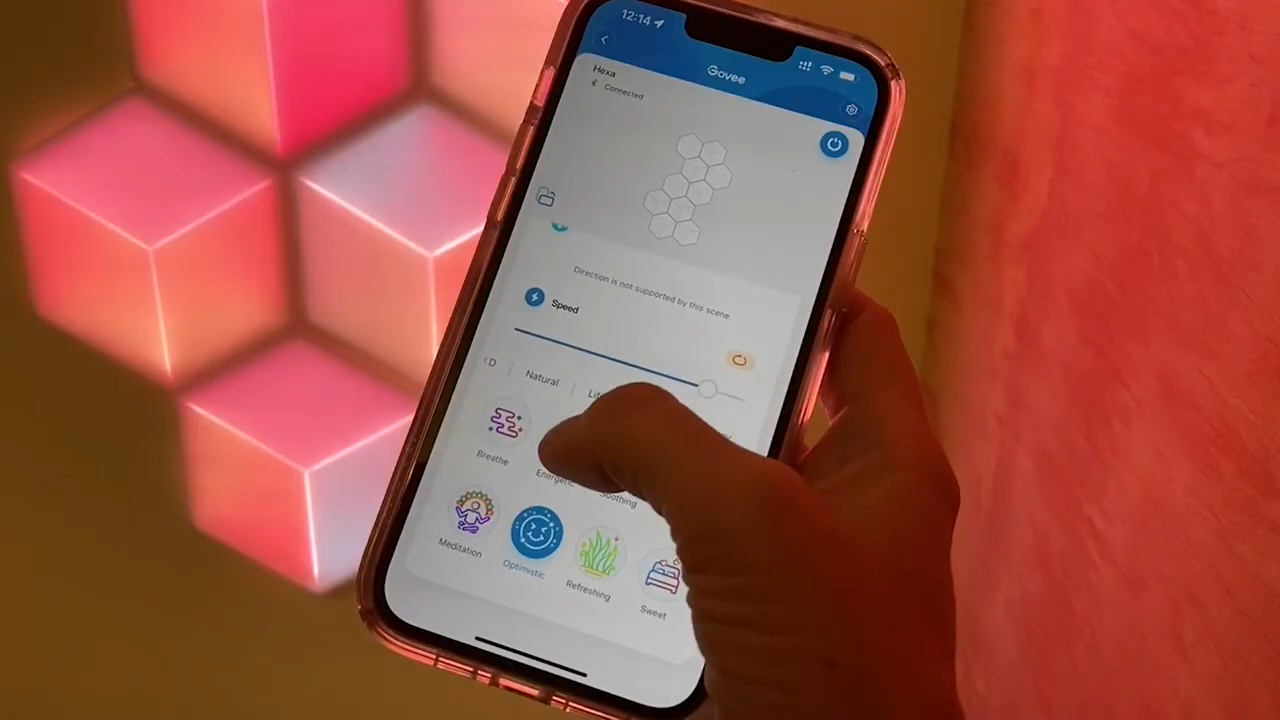 12:14
Govee
Hexa
Connected
Direction is not supported by this scene.
Speed
D
Natural
Breathe
Energetic
Soothing
Meditation
Optimistic
Refreshing
Sweet